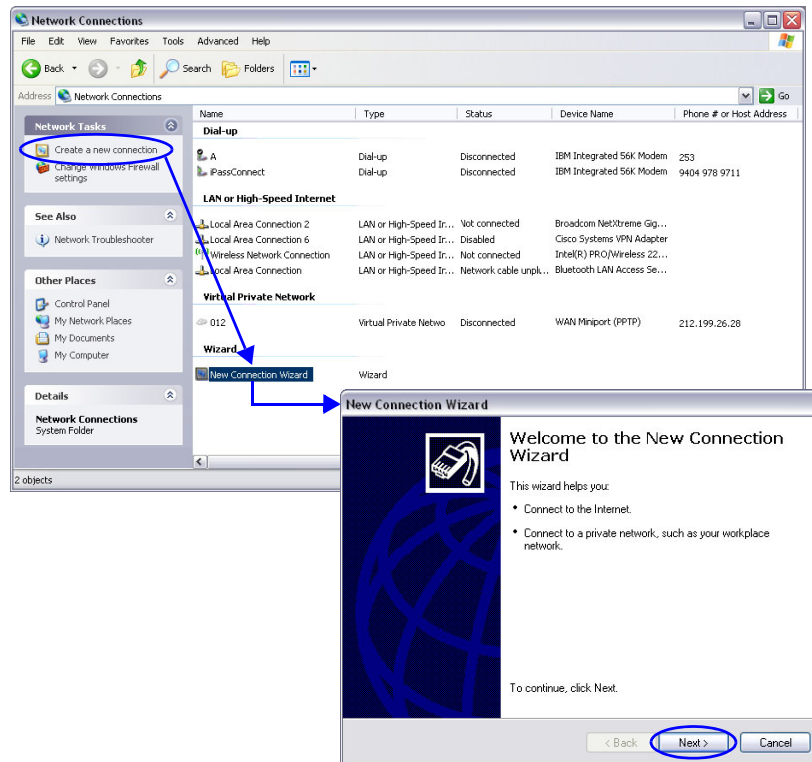 Network Connections
File Edit View Favorites Tools Advanced Help
Back Search Folders
Address Network Connections Go
Network Tasks
Create a new connection
Change Windows Firewall
settings
See Also
Network Troubleshooter
Other Places
Control Panel
My Network Places
My Documents
My Computer
Details
Network Connections
System Folder
Name Type Status Device Name Phone # or Host Address
Dial-up
A Dial-up Disconnected IBM Integrated 56K Modem 253
iPassConnect Dial-up Disconnected IBM Integrated 56K Modem 9404 978 9711
LAN or High-Speed Internet
Local Area Connection 2 LAN or High-Speed Ir... Not connected Broadcom NetXtreme Gig...
Local Area Connection 6 LAN or High-Speed Ir... Disabled Cisco Systems VPN Adapter
Wireless Network Connection LAN or High-Speed Ir... Not connected Intel(R) PRO/Wireless 22...
Local Area Connection LAN or High-Speed Ir... Network cable unpl... Bluetooth LAN Access Se...
Virtual Private Network
012 Virtual Private Netwo Disconnected WAN Miniport (PPTP) 212.199.26.28
Wizard
New Connection Wizard Wizard
2 objects
New Connection Wizard
Welcome to the New Connection
Wizard
This wizard helps you:
• Connect to the Internet.
• Connect to a private network, such as your workplace
network.
To continue, click Next.
< Back Next > Cancel